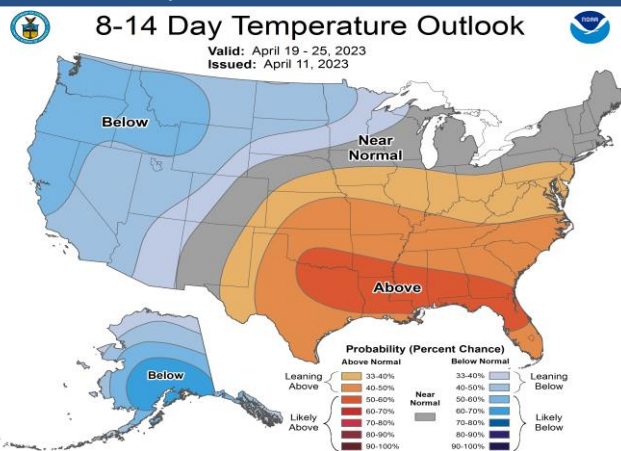 8-14 Day Temperature Outlook
NOAA
Valid: April 19 - 25, 2023
Issued: April 11, 2023
Below
Near
Normal
Above
Below
Probability (Percent Chance)
Above Normal
Below Normal
Leaning
Above
33-40%
40-50%
50-60%
Likely
Above
60-70%
70-80%
80-90%
90-100%
Near
Normal
33-40%
40-50%
50-60%
Leaning
Below
60-70%
70-80%
80-90%
90-100%
Likely
Below